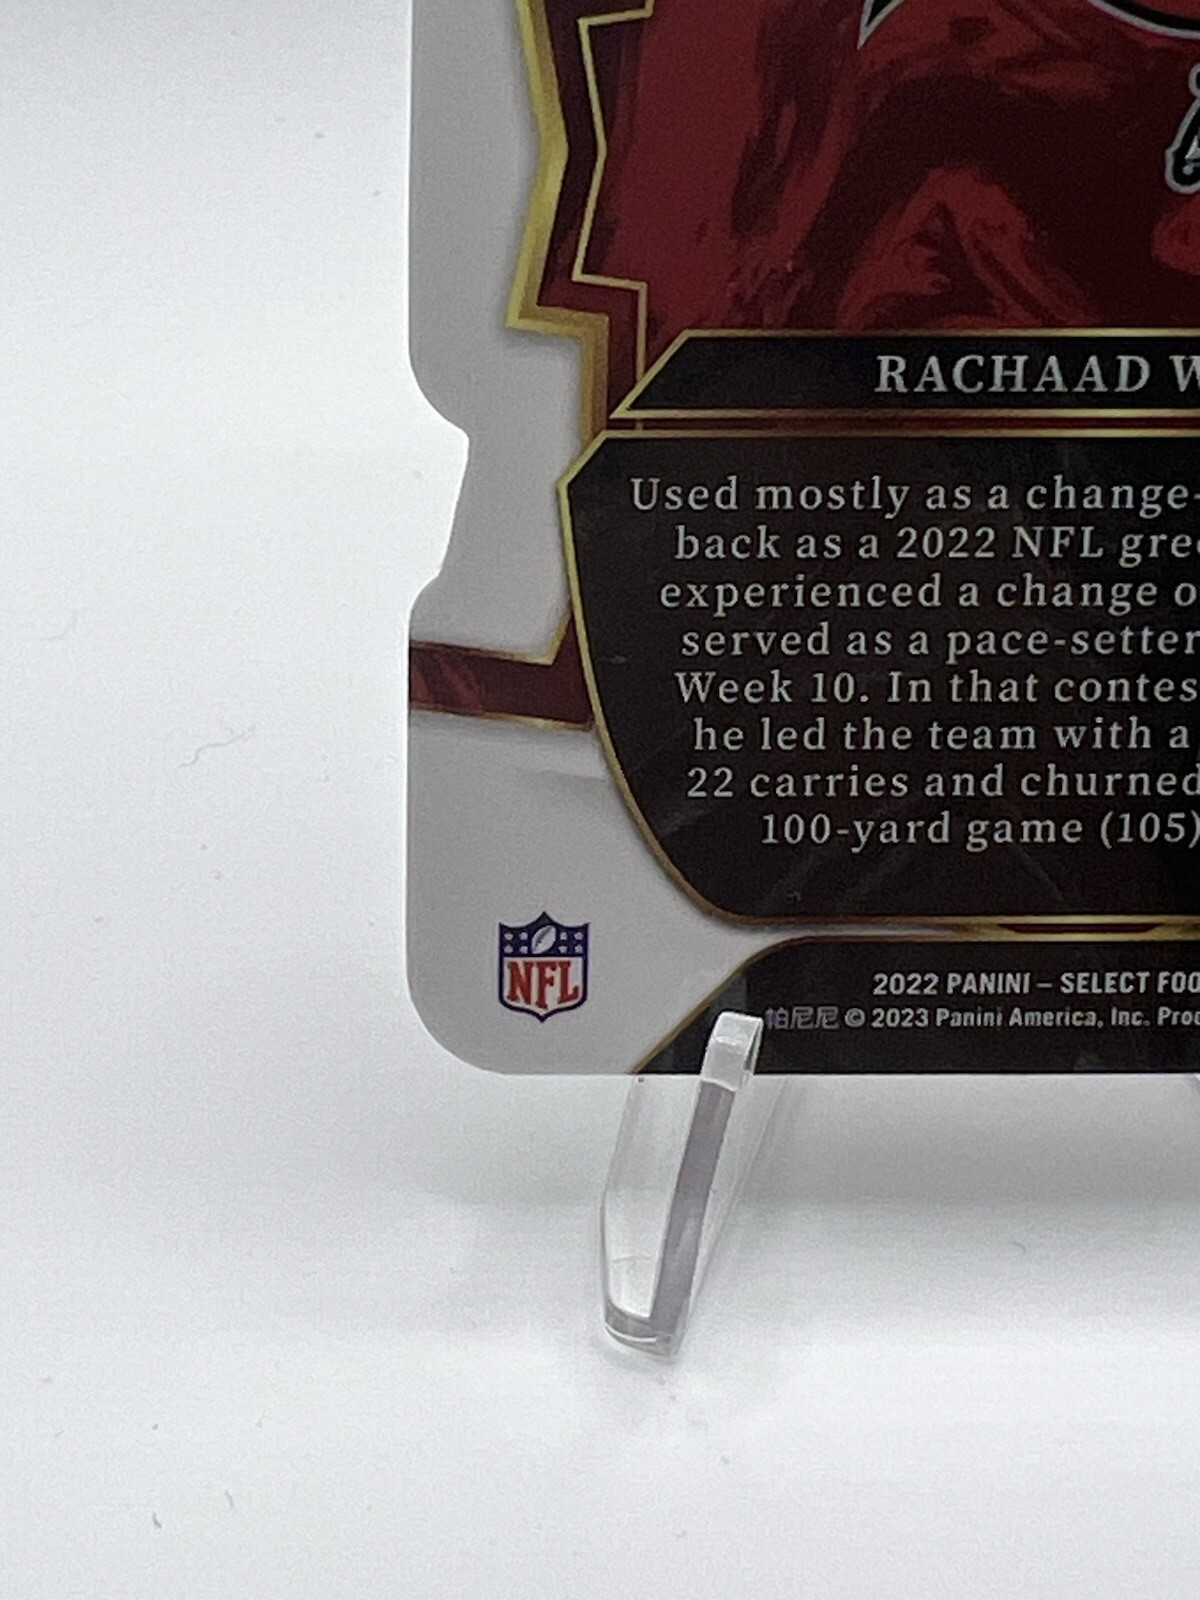 RACHAAD W
Used mostly as a change-
back as a 2022 NFL gree
experienced a change o
served as a pace-setter
Week 10. In that contes
he led the team with a
22 carries and churned
100-yard game (105)
NFL
2022 PANINI – SELECT FOO
帕尼尼 © 2023 Panini America, Inc. Proc